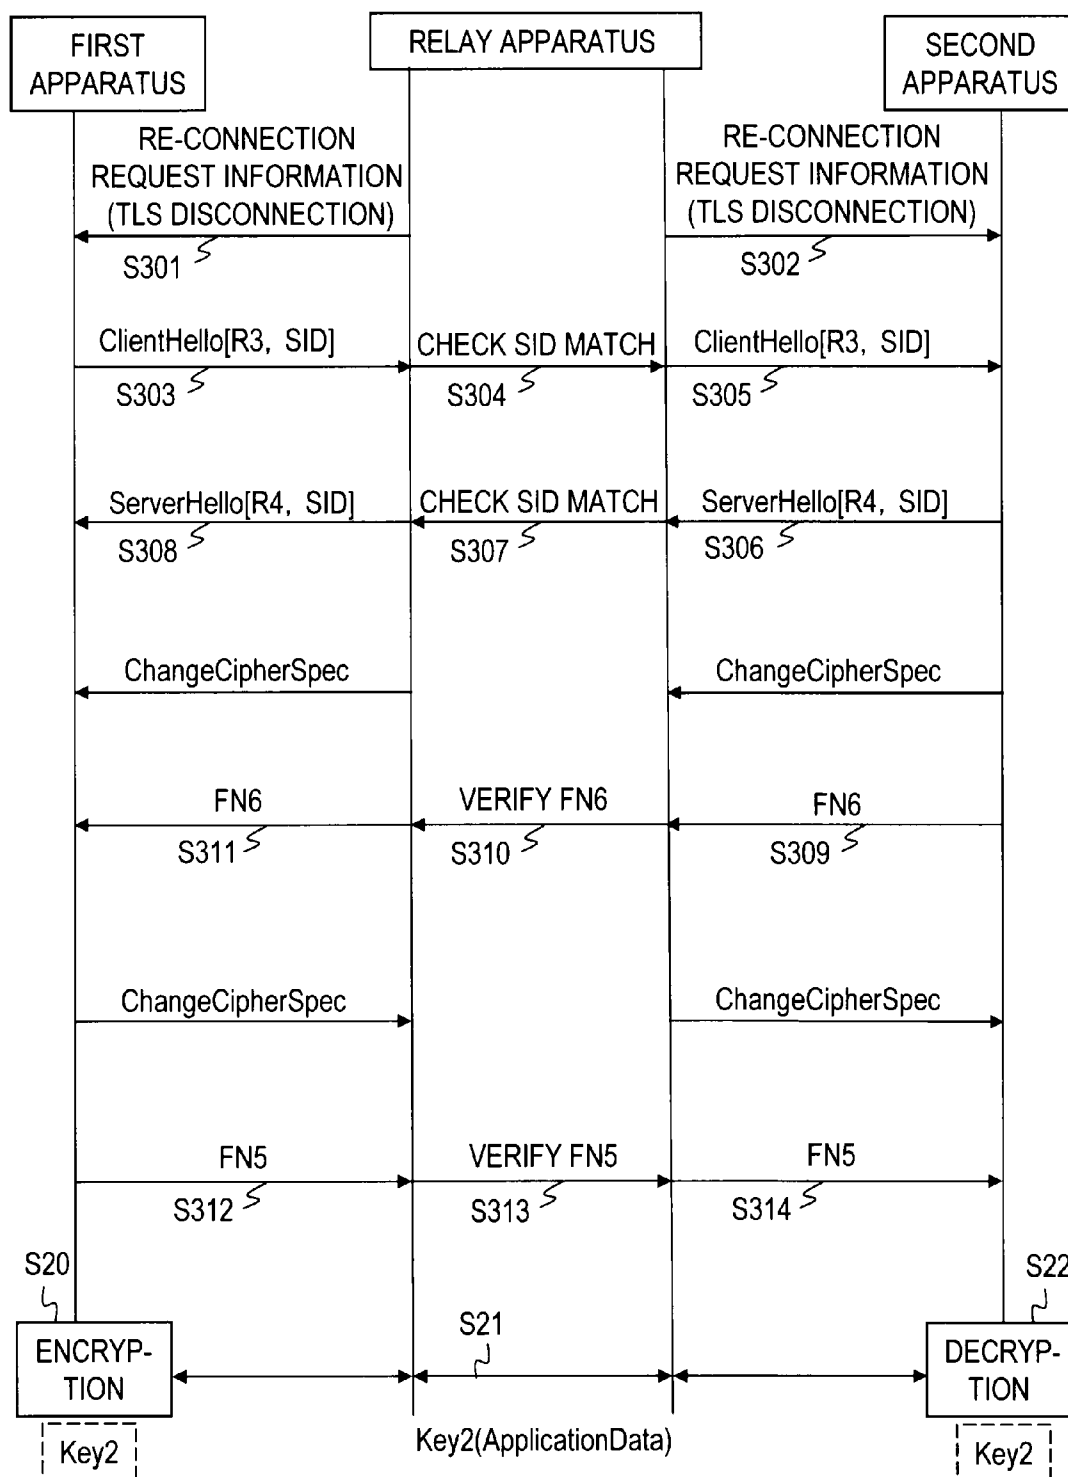 FIRST
APPARATUS
RELAY APPARATUS
SECOND
APPARATUS
RE-CONNECTION
REQUEST INFORMATION
(TLS DISCONNECTION)
S301
RE-CONNECTION
REQUEST INFORMATION
(TLS DISCONNECTION)
S302
ClientHello[R3, SID]
S303
CHECK SID MATCH
S304
ClientHello[R3, SID]
S305
ServerHello[R4, SID]
S308
CHECK SID MATCH
S307
ServerHello[R4, SID]
S306
ChangeCipherSpec
ChangeCipherSpec
FN6
S311
VERIFY FN6
S310
FN6
S309
ChangeCipherSpec
ChangeCipherSpec
FN5
S312
VERIFY FN5
S313
FN5
S314
S20
ENCRYP-
TION
Key2
S21
Key2(ApplicationData)
S22
DECRYP-
TION
Key2